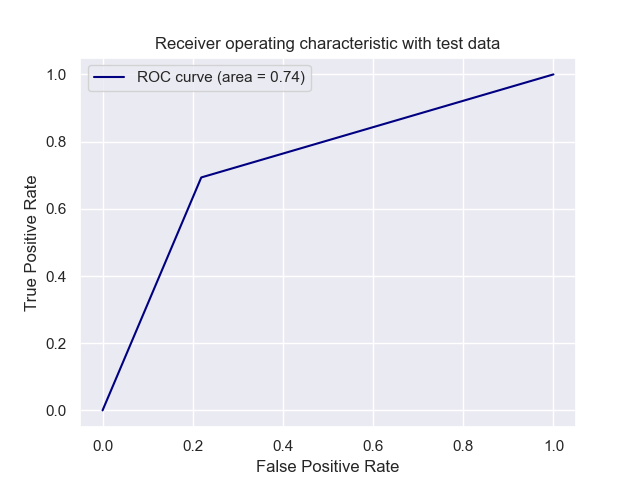 Receiver operating characteristic with test data
ROC curve (area = 0.74)
1.0
0.8
0.6
0.4
0.2
0.0
True Positive Rate
0.0 0.2 0.4 0.6 0.8 1.0
False Positive Rate